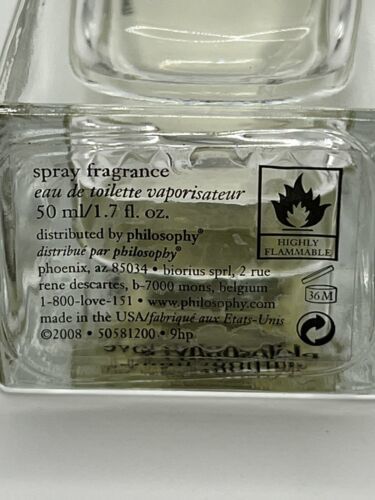 spray fragrance
eau de toilette vaporisateur
50 ml/1.7 fl. oz.
distributed by philosophy®
distribué par philosophy®
phoenix, az 85034 • biorius sprl, 2 rue
rene descartes, b-7000 mons, belgium
1-800-love-151 • www.philosophy.com
made in the USA/fabriqué aux Etats-Unis
©2008 • 50581200 • 9hp
HIGHLY
FLAMMABLE
36M